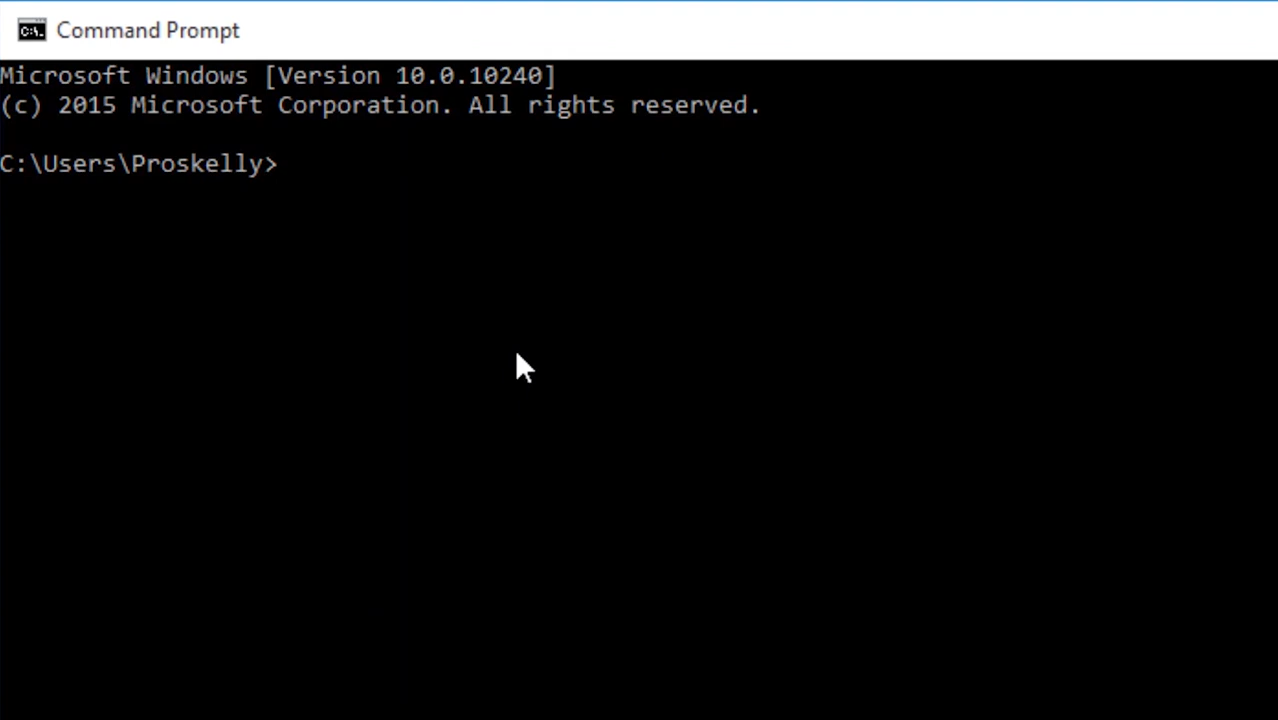 Command Prompt
Microsoft Windows [Version 10.0.10240]
(c) 2015 Microsoft Corporation. All rights reserved.
C:\Users\Proskelly>